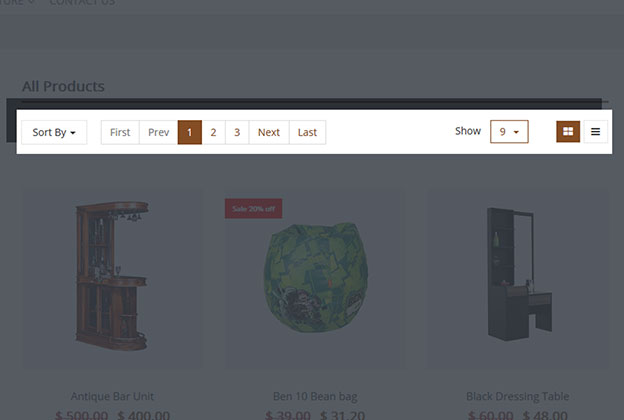 CONTACT US
All Products
Sort By First Prev 1 2 3 Next Last Show 9
Sale 20% off
Antique Bar Unit Ben 10 Bean bag Black Dressing Table
$ 500.00 $ 400.00 $ 39.00 $ 31.20 $ 60.00 $ 48.00